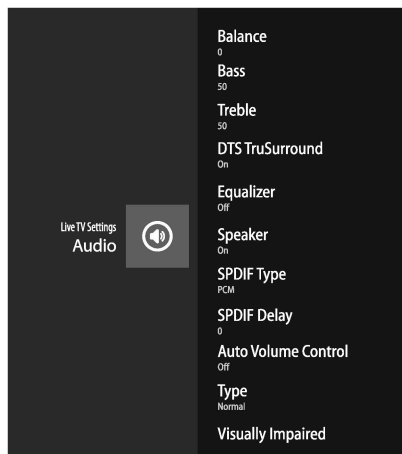 Live TV Settings
Audio
Balance
0
Bass
50
Treble
50
DTS TruSurround
On
Equalizer
Off
Speaker
On
SPDIF Type
PCM
SPDIF Delay
0
Auto Volume Control
Off
Type
Normal
Visually Impaired